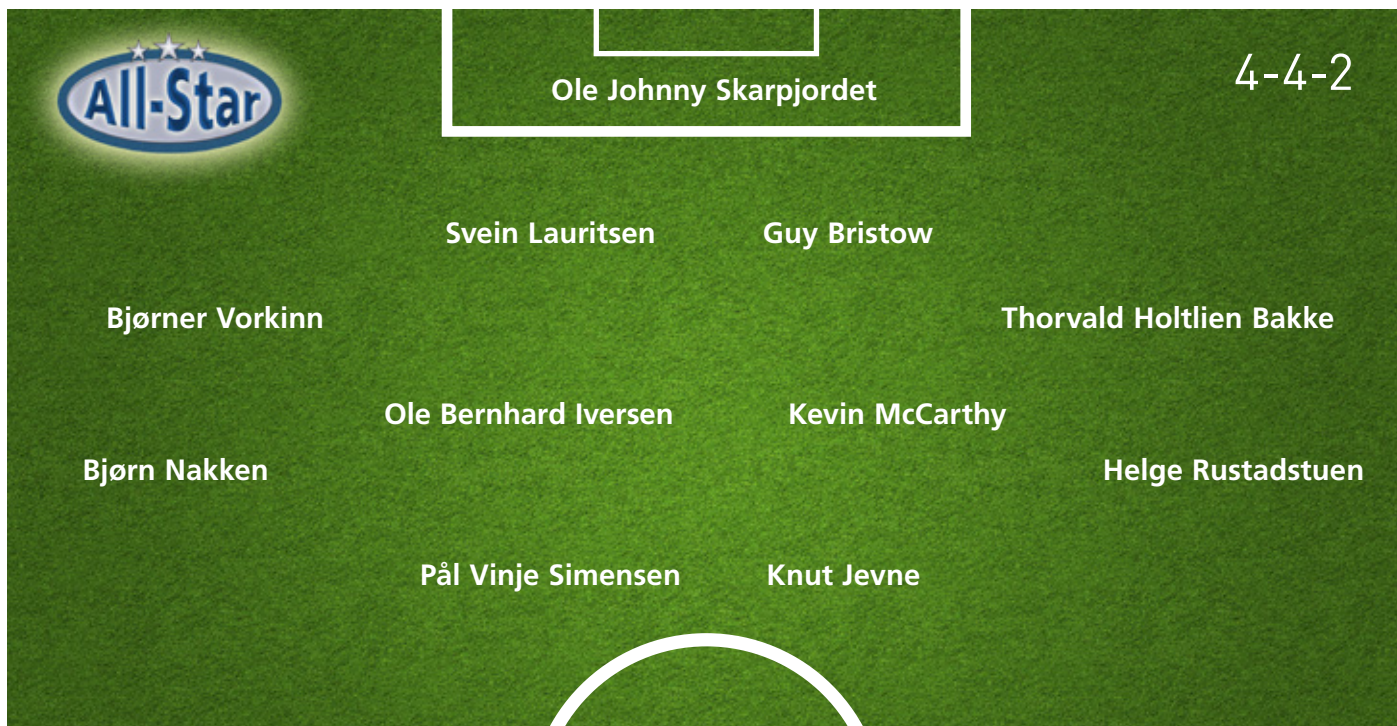 All-Star
4-4-2
Ole Johnny Skarpjordet
Svein Lauritsen
Guy Bristow
Bjørner Vorkinn
Thorvald Holtlien Bakke
Ole Bernhard Iversen
Kevin McCarthy
Bjørn Nakken
Helge Rustadstuen
Pål Vinje Simensen
Knut Jevne